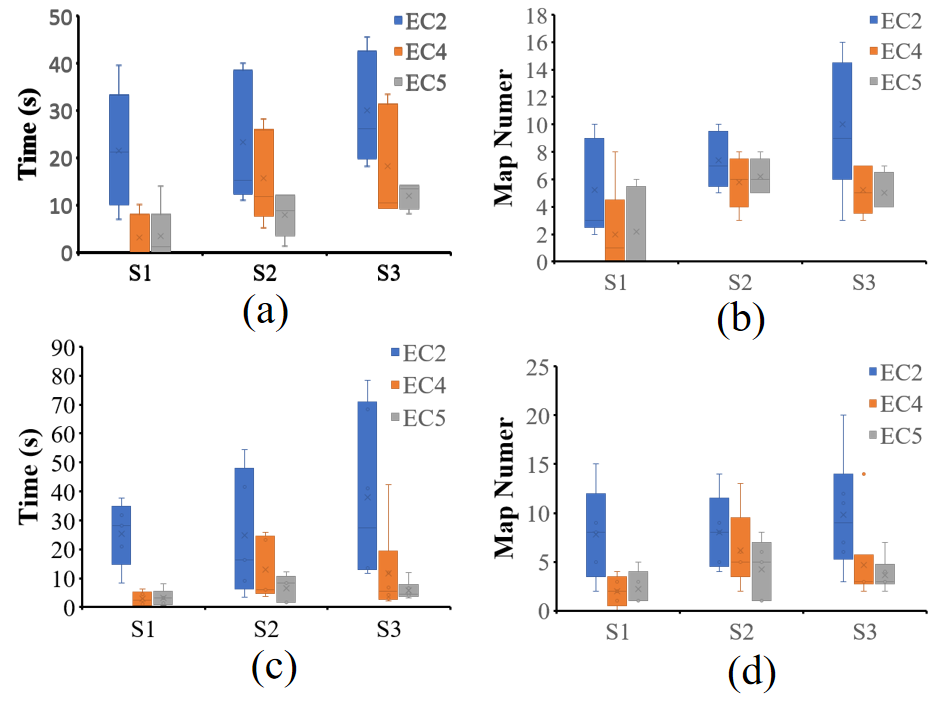 50
40
30
20
10
0
Time (s)
EC2
EC4
EC5
S1 S2 S3
(a)
18
16
14
12
10
8
6
4
2
0
Map Numer
EC2
EC4
EC5
S1 S2 S3
(b)
90
80
70
60
50
40
30
20
10
0
Time (s)
EC2
EC4
EC5
S1 S2 S3
(c)
25
20
15
10
5
0
Map Numer
EC2
EC4
EC5
S1 S2 S3
(d)